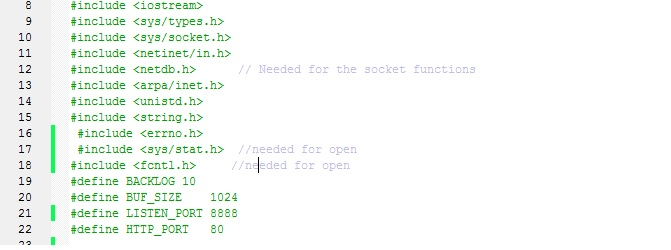 8 #include <iostream>
9 #include <sys/types.h>
10 #include <sys/socket.h>
11 #include <netinet/in.h>
12 #include <netdb.h> // Needed for the socket functions
13 #include <arpa/inet.h>
14 #include <unistd.h>
15 #include <string.h>
16 #include <errno.h>
17 #include <sys/stat.h> //needed for open
18 #include <fcntl.h> //needed for open
19 #define BACKLOG 10
20 #define BUF_SIZE 1024
21 #define LISTEN_PORT 8888
22 #define HTTP_PORT 80
23